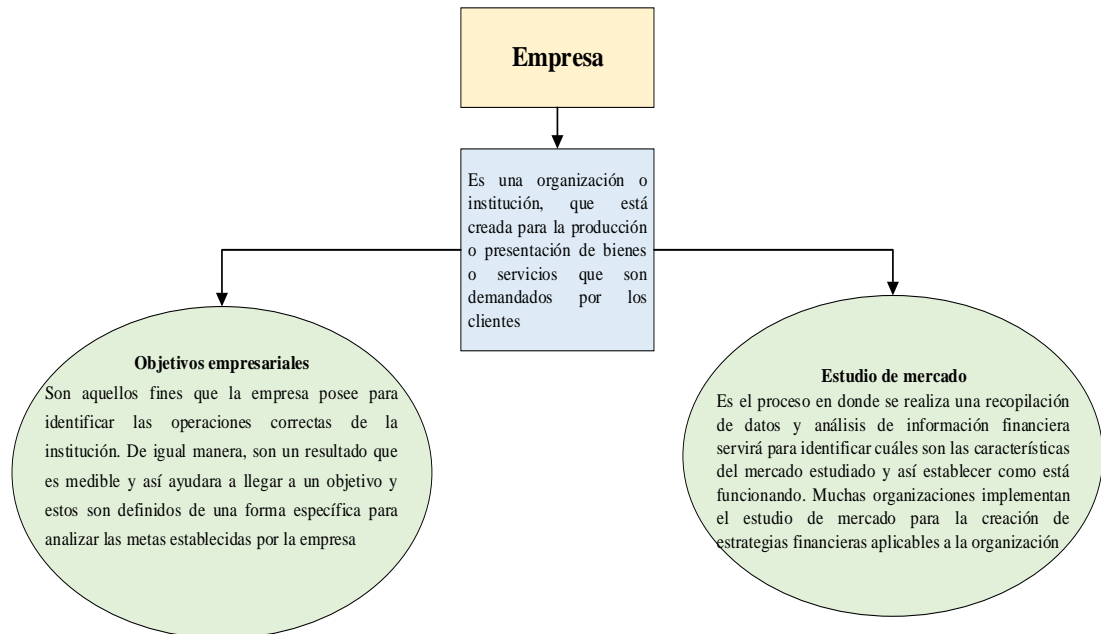 Empresa
Es una organización o
institución, que está
creada para la producción
o presentación de bienes
o servicios que son
demandados por los
clientes
Objetivos empresariales
Son aquellos fines que la empresa posee para
identificar las operaciones correctas de la
institución. De igual manera, son un resultado que
es medible y así ayudara a llegar a un objetivo y
estos son definidos de una forma específica para
analizar las metas establecidas por la empresa
Estudio de mercado
Es el proceso en donde se realiza una recopilación
de datos y análisis de información financiera
servirá para identificar cuáles son las características
del mercado estudiado y así establecer como está
funcionando. Muchas organizaciones implementan
el estudio de mercado para la creación de
estrategias financieras aplicables a la organización